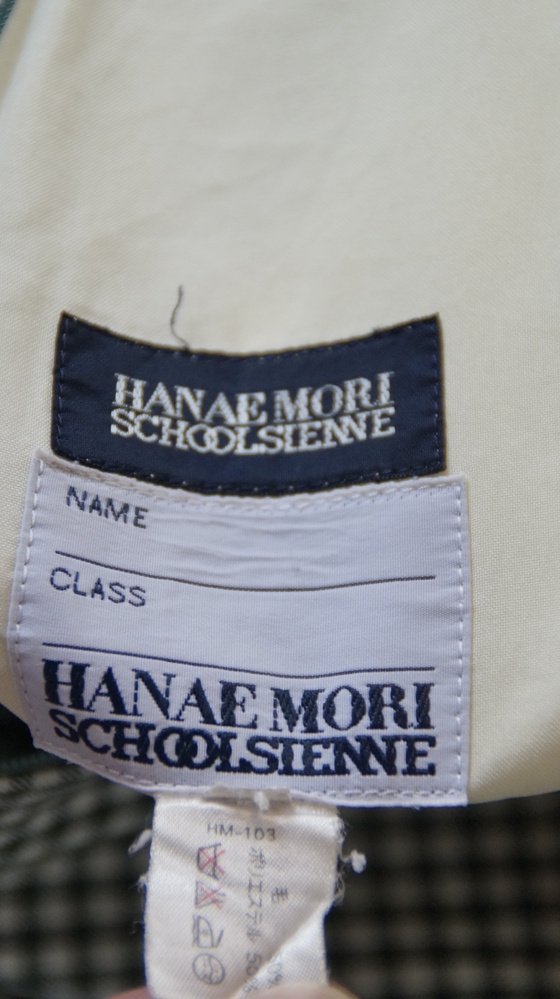 HANAE MORI
SCHOOLSIENNE
NAME
CLASS
HANAE MORI
SCHOOLSIENNE
HM-103
毛
ポリエステル